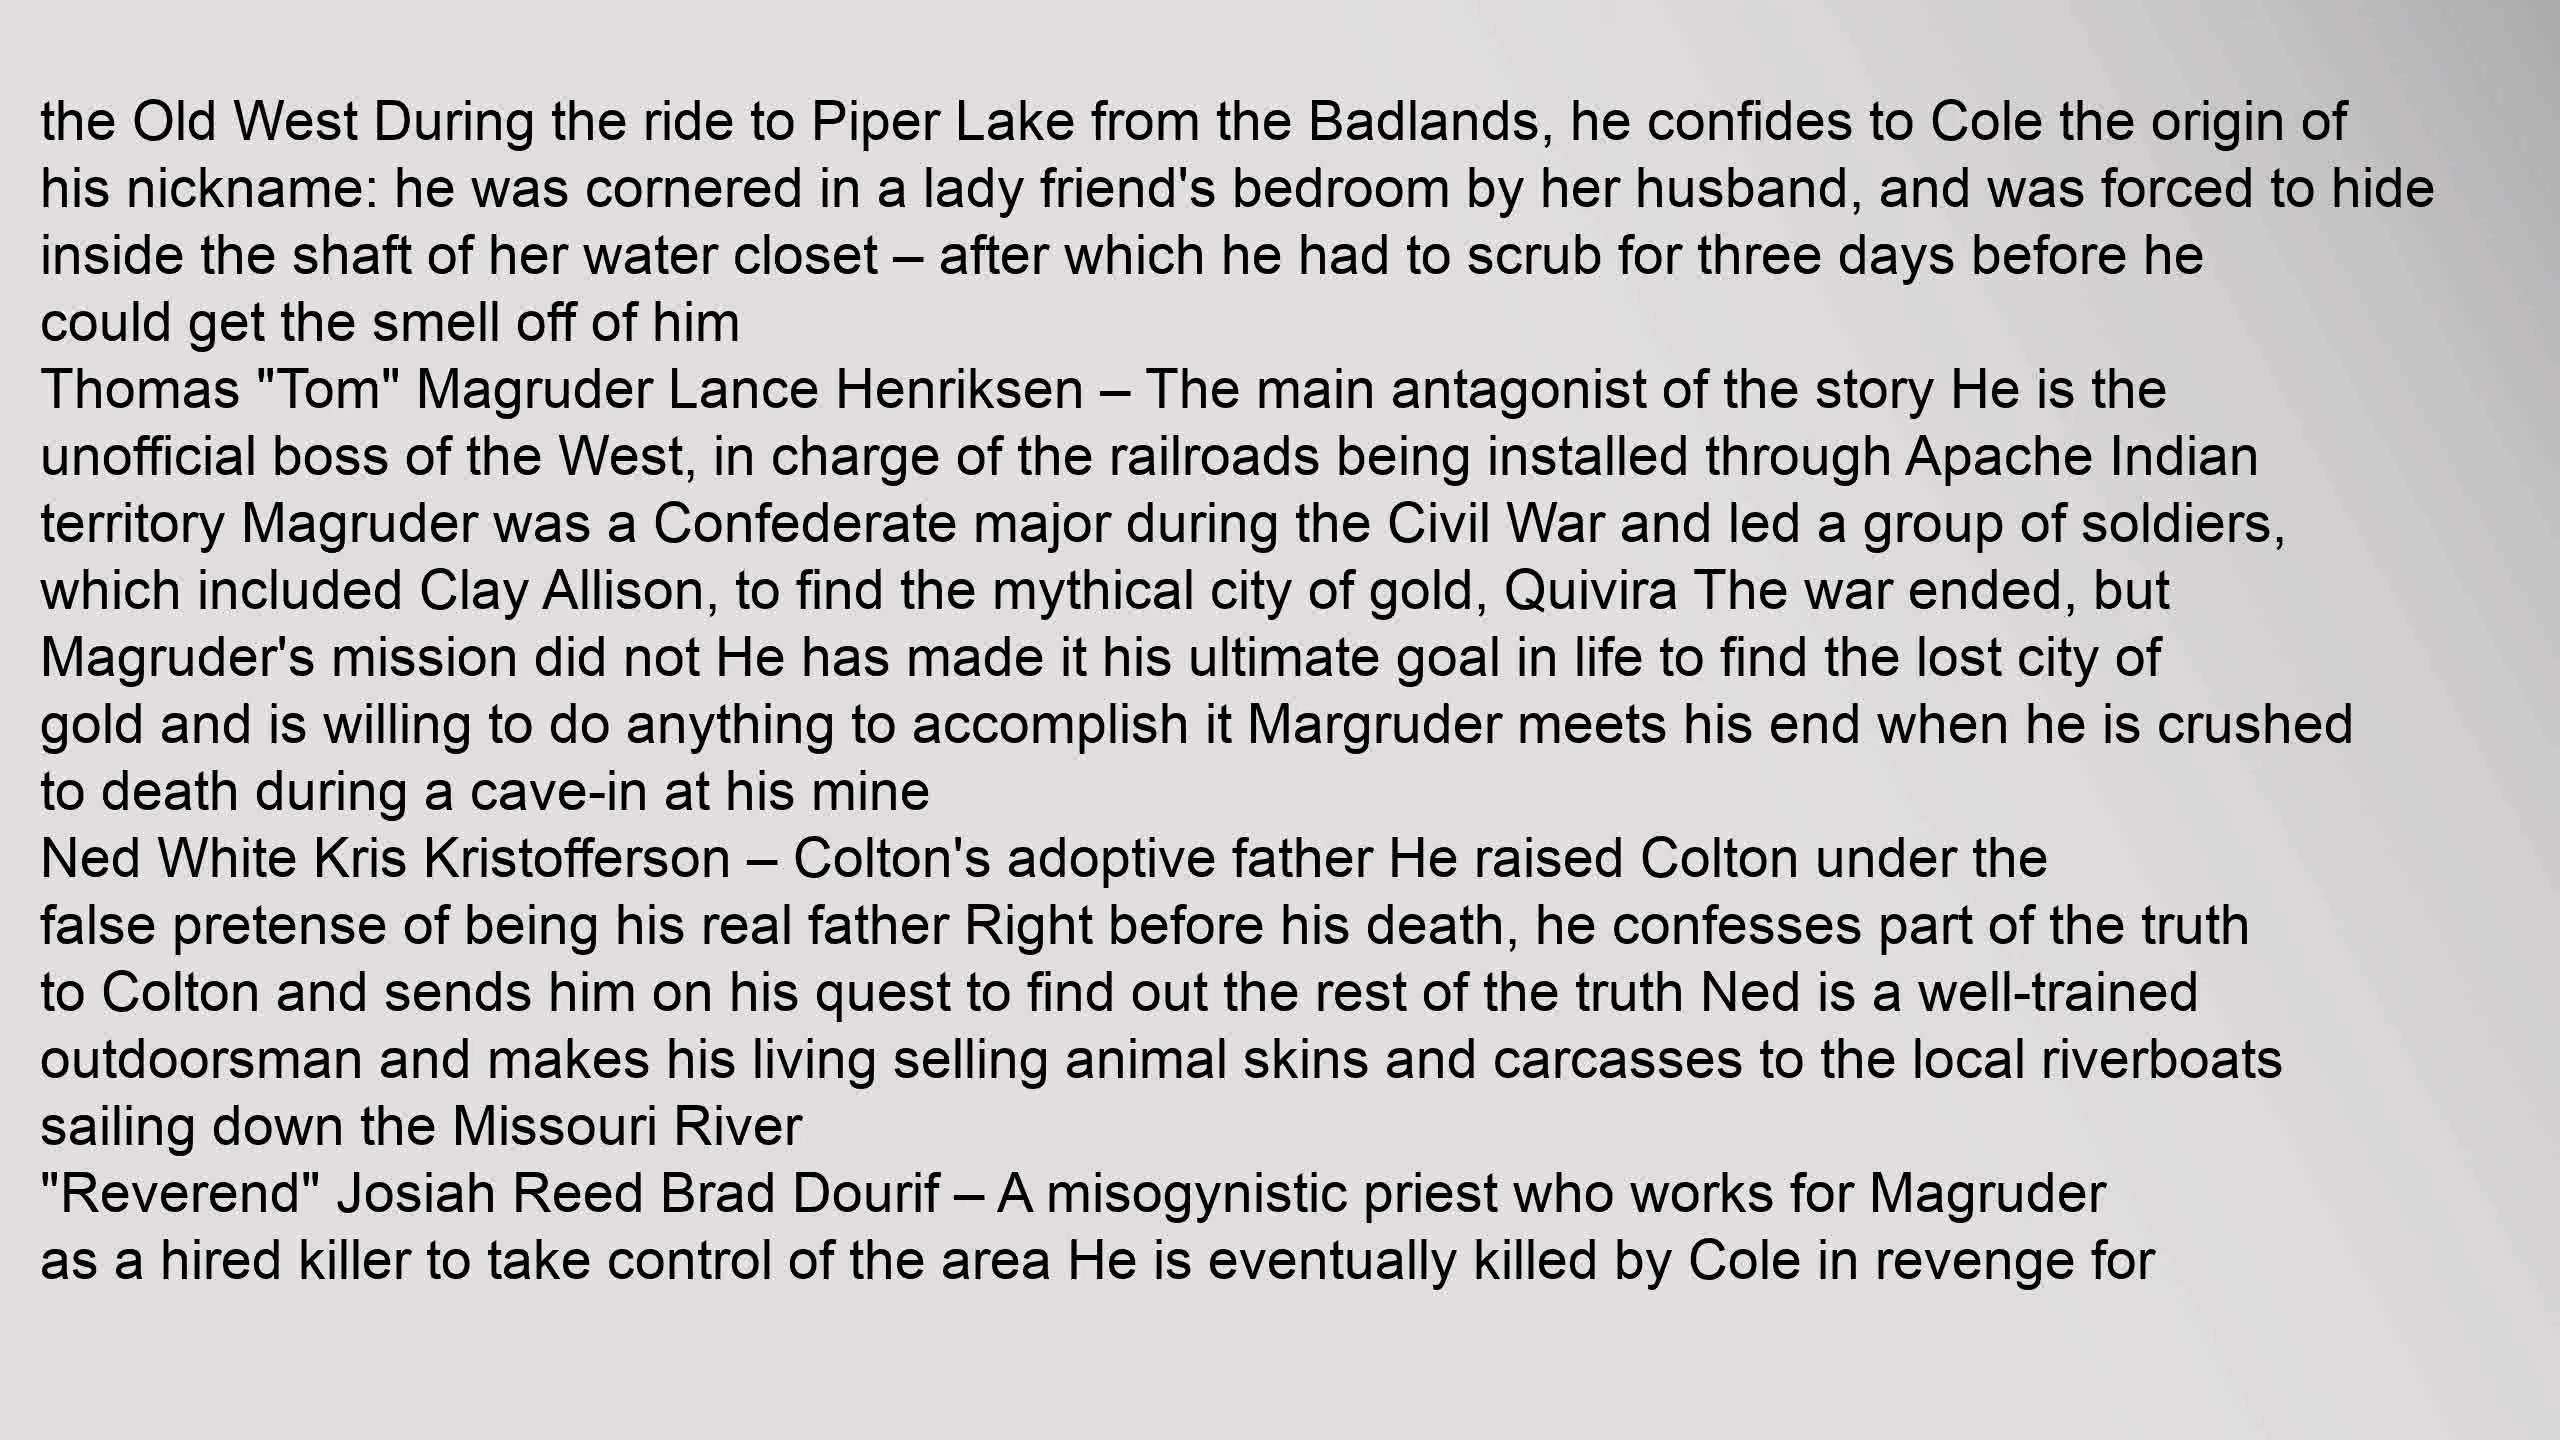 the Old West During the ride to Piper Lake from the Badlands, he confides to Cole the origin of
his nickname: he was cornered in a lady friend's bedroom by her husband, and was forced to hide
inside the shaft of her water closet – after which he had to scrub for three days before he
could get the smell off of him
Thomas "Tom" Magruder Lance Henriksen – The main antagonist of the story He is the
unofficial boss of the West, in charge of the railroads being installed through Apache Indian
territory Magruder was a Confederate major during the Civil War and led a group of soldiers,
which included Clay Allison, to find the mythical city of gold, Quivira The war ended, but
Magruder's mission did not He has made it his ultimate goal in life to find the lost city of
gold and is willing to do anything to accomplish it Margruder meets his end when he is crushed
to death during a cave-in at his mine
Ned White Kris Kristofferson – Colton's adoptive father He raised Colton under the
false pretense of being his real father Right before his death, he confesses part of the truth
to Colton and sends him on his quest to find out the rest of the truth Ned is a well-trained
outdoorsman and makes his living selling animal skins and carcasses to the local riverboats
sailing down the Missouri River
"Reverend" Josiah Reed Brad Dourif – A misogynistic priest who works for Magruder
as a hired killer to take control of the area He is eventually killed by Cole in revenge for